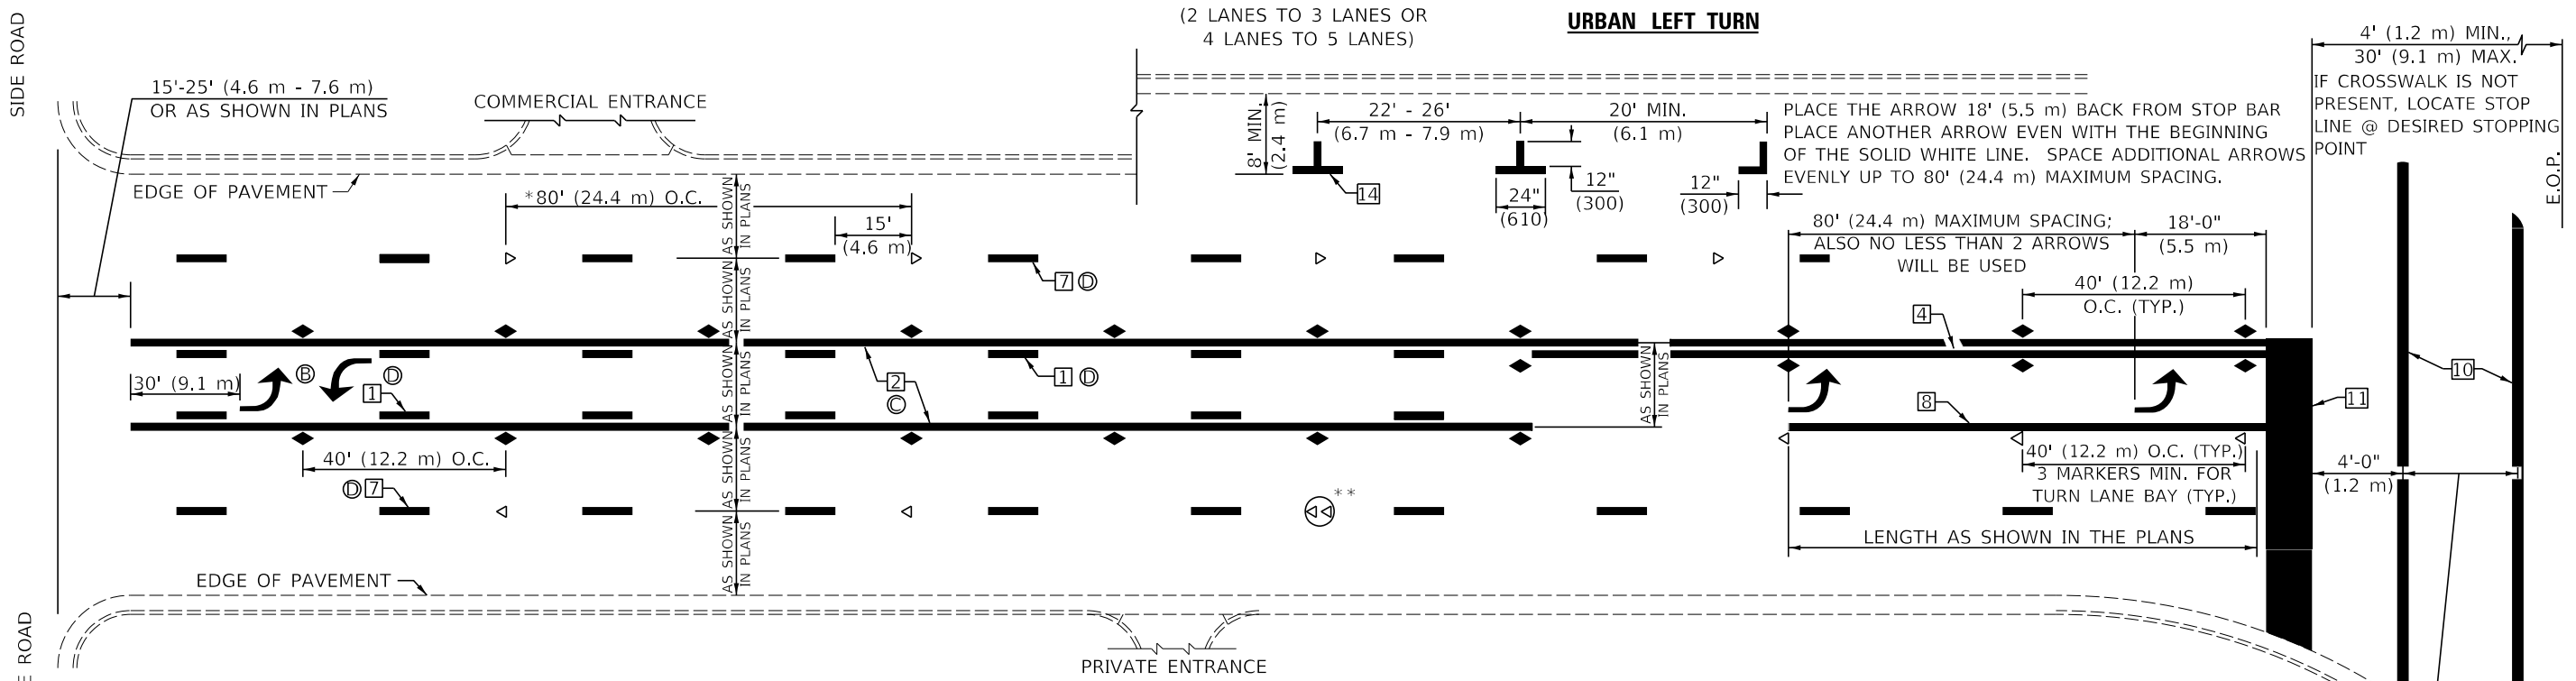 SIDE ROAD
(2 LANES TO 3 LANES OR
4 LANES TO 5 LANES)
URBAN LEFT TURN
4' (1.2 m) MIN.,
30' (9.1 m) MAX.
IF CROSSWALK IS NOT
PRESENT, LOCATE STOP
LINE @ DESIRED STOPPING
POINT
E.O.P.
15'-25' (4.6 m - 7.6 m)
OR AS SHOWN IN PLANS
COMMERCIAL ENTRANCE
EDGE OF PAVEMENT
8' MIN.
(2.4 m)
22' - 26'
(6.7 m - 7.9 m)
20' MIN.
(6.1 m)
PLACE THE ARROW 18' (5.5 m) BACK FROM STOP BAR
PLACE ANOTHER ARROW EVEN WITH THE BEGINNING
OF THE SOLID WHITE LINE. SPACE ADDITIONAL ARROWS
EVENLY UP TO 80' (24.4 m) MAXIMUM SPACING.
14
24"
(610)
12"
(300)
12"
(300)
*80' (24.4 m) O.C.
15'
(4.6 m)
AS SHOWN
IN PLANS
AS SHOWN
IN PLANS
AS SHOWN
IN PLANS
AS SHOWN
IN PLANS
AS SHOWN
IN PLANS
7 D
80' (24.4 m) MAXIMUM SPACING;
ALSO NO LESS THAN 2 ARROWS
WILL BE USED
18'-0"
(5.5 m)
40' (12.2 m)
O.C. (TYP.)
4
30' (9.1 m)
B
D
1
2
C
1 D
AS SHOWN
IN PLANS
8
10
11
40' (12.2 m) O.C.
D 7
**
40' (12.2 m) O.C. (TYP.)
3 MARKERS MIN. FOR
TURN LANE BAY (TYP.)
4'-0"
(1.2 m)
LENGTH AS SHOWN IN THE PLANS
EDGE OF PAVEMENT
PRIVATE ENTRANCE
E ROAD